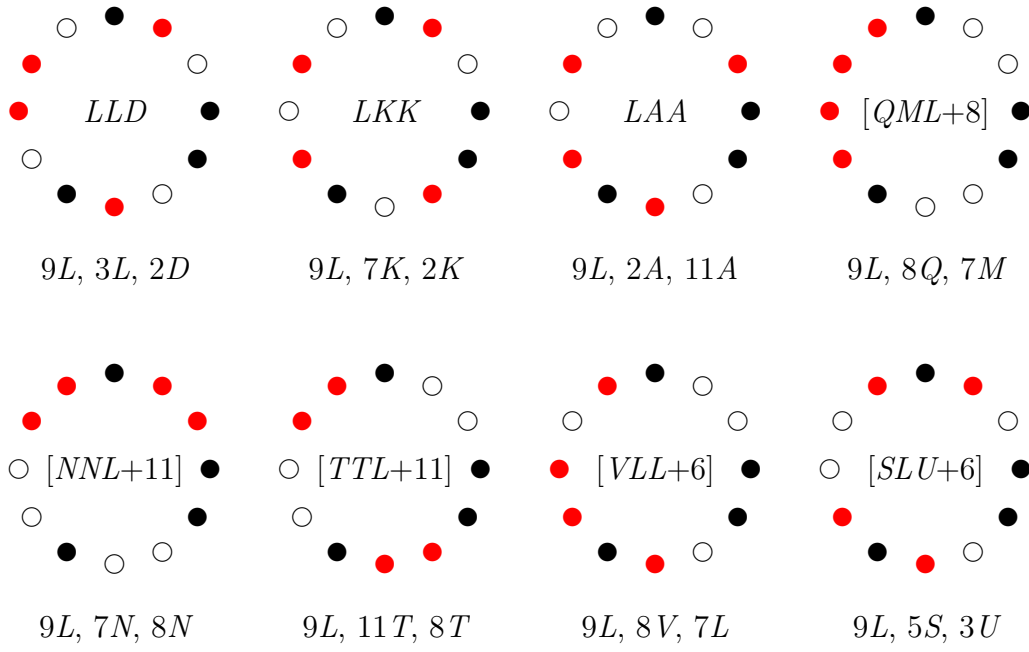 LLD LKK LAA [QML+8]
9L, 3L, 2D 9L, 7K, 2K 9L, 2A, 11A 9L, 8Q, 7M
[NNL+11] [TTL+11] [VLL+6] [SLU+6]
9L, 7N, 8N 9L, 11T, 8T 9L, 8V, 7L 9L, 5S, 3U